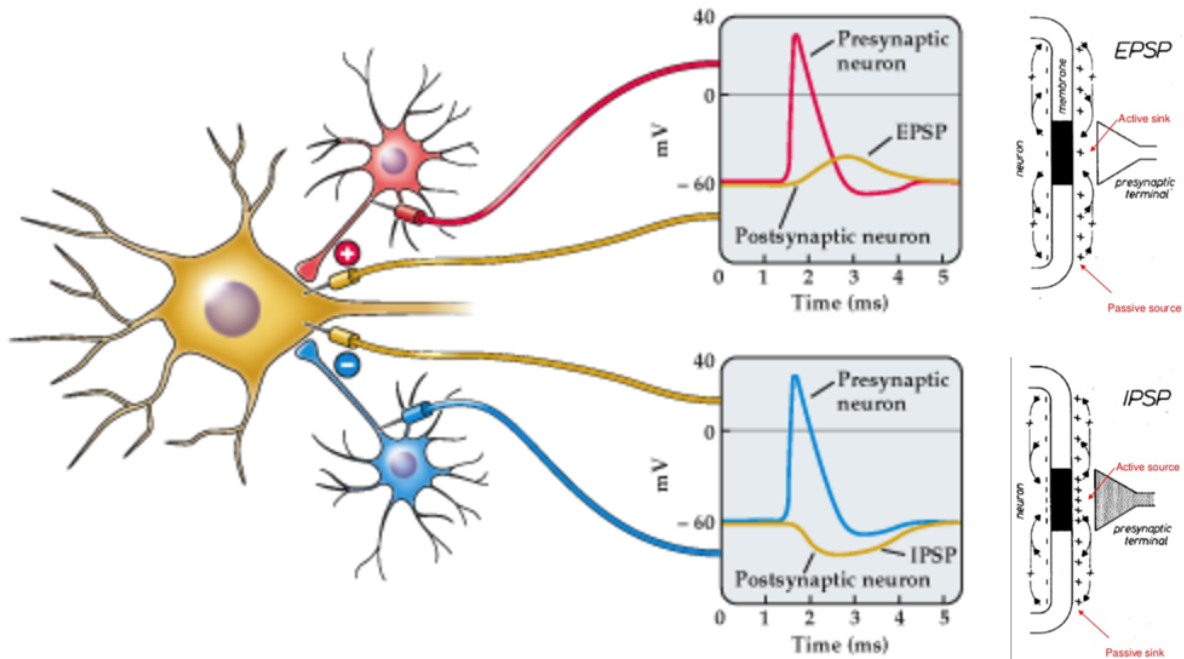 40
Presynaptic
neuron
0
EPSP
mV
– 60
Postsynaptic neuron
0 1 2 3 4 5
Time (ms)
+
–
40
Presynaptic
neuron
0
mV
– 60
IPSP
Postsynaptic neuron
0 1 2 3 4 5
Time (ms)
EPSP
membrane
Active sink
neuron
presynaptic
terminal
Passive source
IPSP
Active source
neuron
presynaptic
terminal
Passive sink